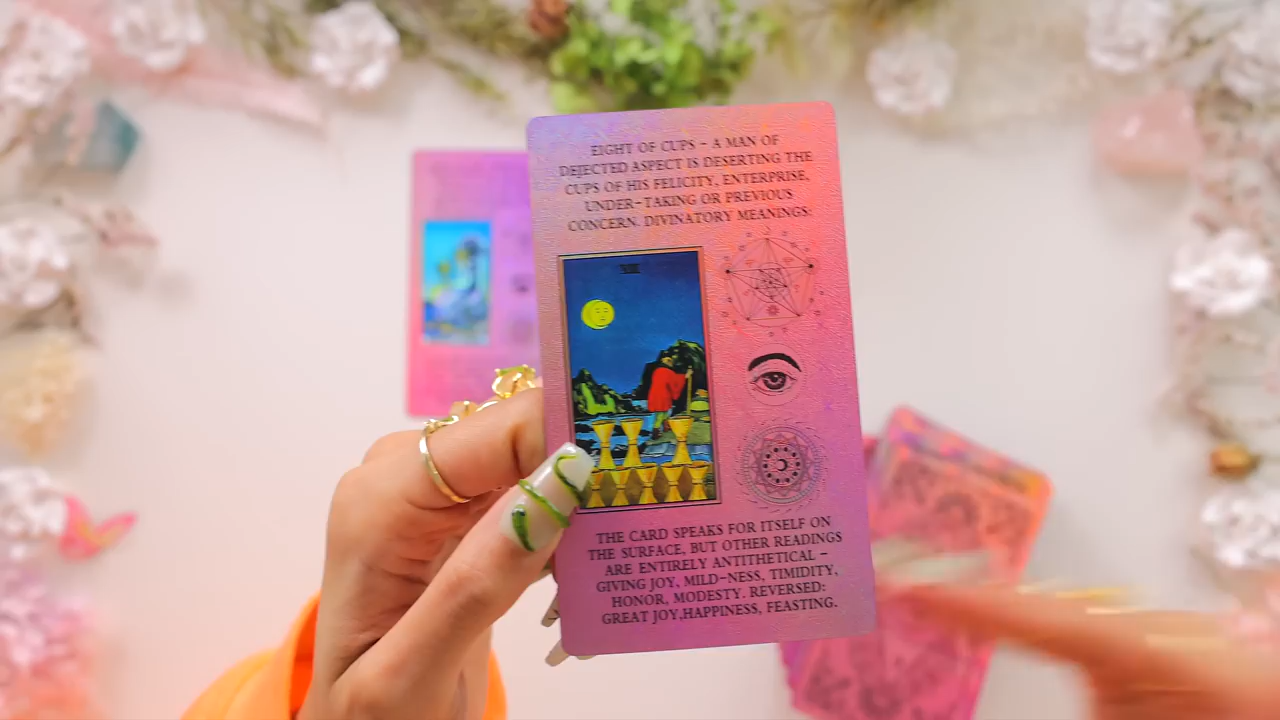 EIGHT OF CUPS - A MAN OF
DEJECTED ASPECT IS DESERTING THE
CUPS OF HIS FELICITY, ENTERPRISE,
UNDER-TAKING OR PREVIOUS
CONCERN. DIVINATORY MEANINGS:
VIII
THE CARD SPEAKS FOR ITSELF ON
THE SURFACE, BUT OTHER READINGS
ARE ENTIRELY ANTITHETICAL -
GIVING JOY, MILD-NESS, TIMIDITY,
HONOR, MODESTY. REVERSED:
GREAT JOY,HAPPINESS, FEASTING.